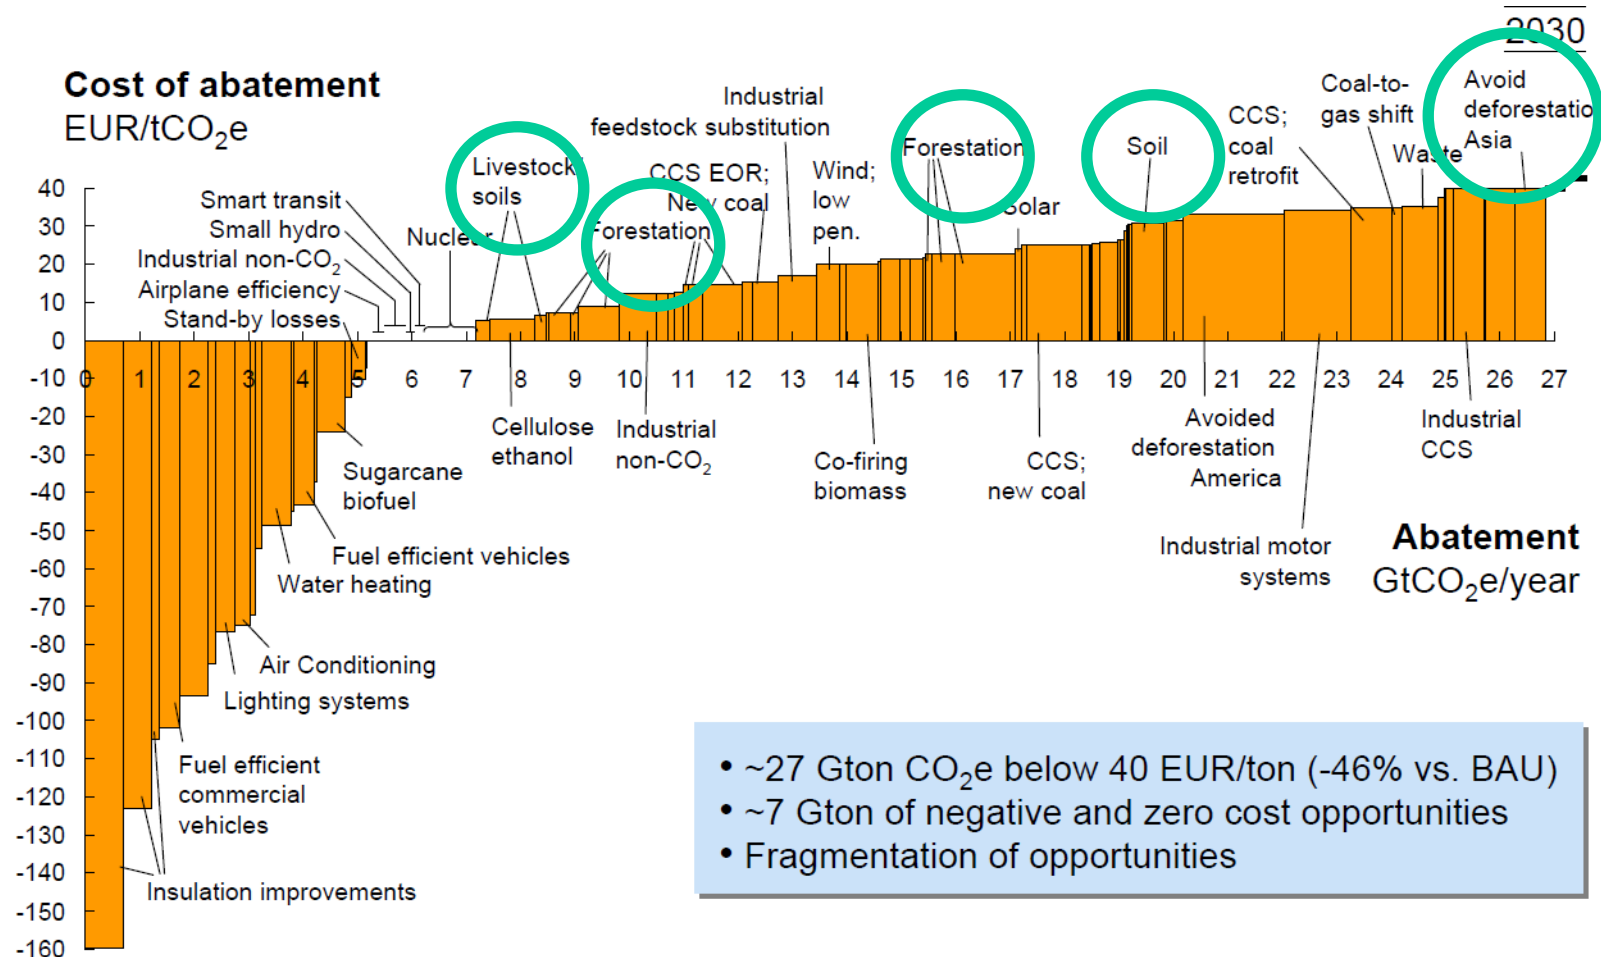 2030
Cost of abatement
EUR/tCO₂e
Livestock/
soils
Forestation
CCS EOR;
New coal
Industrial
feedstock substitution
Wind;
low
pen.
Forestation
Solar
Soil
CCS;
coal
retrofit
Coal-to-
gas shift
Waste
Avoid
deforestatio
Asia
Smart transit
Small hydro
Industrial non-CO₂
Airplane efficiency
Stand-by losses
Nuclear
40
30
20
10
0
-10
-20
-30
-40
-50
-60
-70
-80
-90
-100
-110
-120
-130
-140
-150
-160
0 1 2 3 4 5 6 7 8 9 10 11 12 13 14 15 16 17 18 19 20 21 22 23 24 25 26 27
Cellulose
ethanol
Industrial
non-CO₂
Co-firing
biomass
CCS;
new coal
Avoided
deforestation
America
Industrial
CCS
Industrial motor
systems
Abatement
GtCO₂e/year
Sugarcane
biofuel
Fuel efficient vehicles
Water heating
Air Conditioning
Lighting systems
Fuel efficient
commercial
vehicles
Insulation improvements
• ~27 Gton CO₂e below 40 EUR/ton (-46% vs. BAU)
• ~7 Gton of negative and zero cost opportunities
• Fragmentation of opportunities